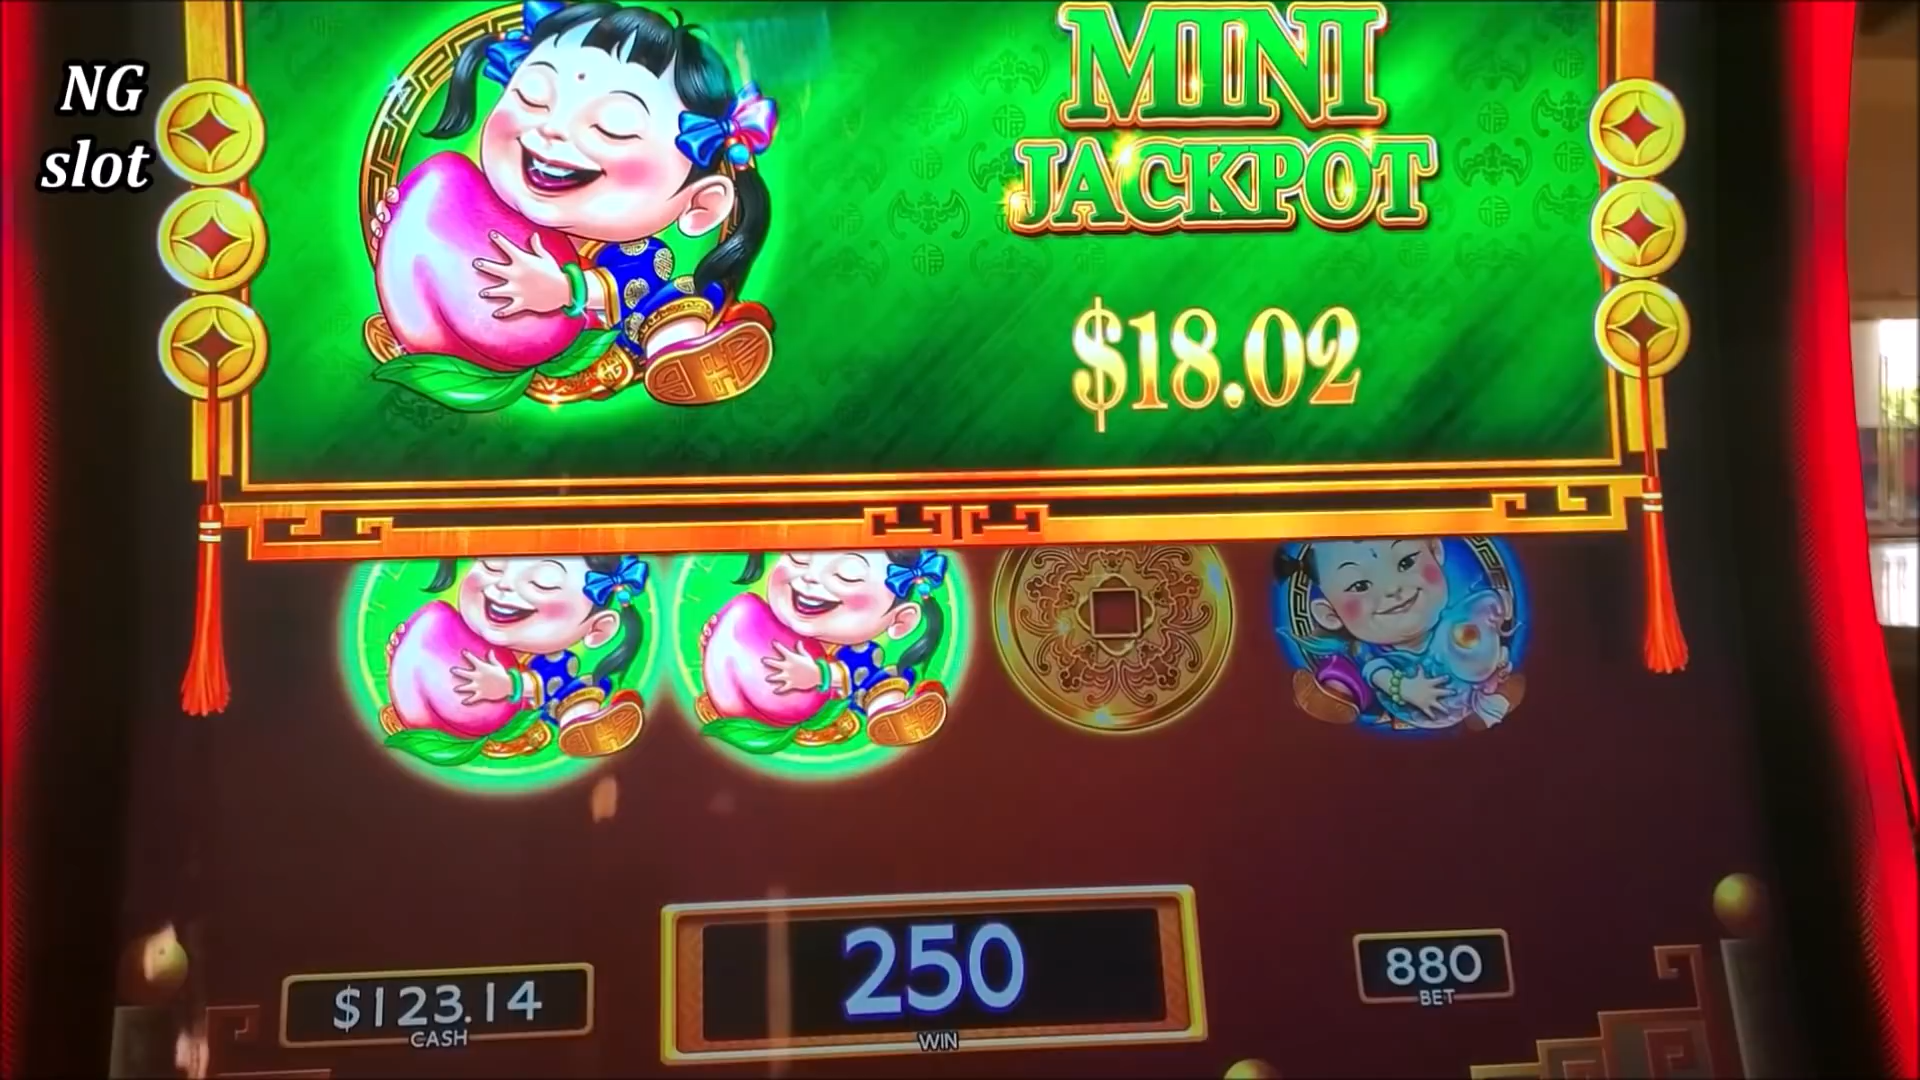 NG
slot
MINI
JACKPOT
$18.02
$123.14
CASH
250
WIN
880
BET